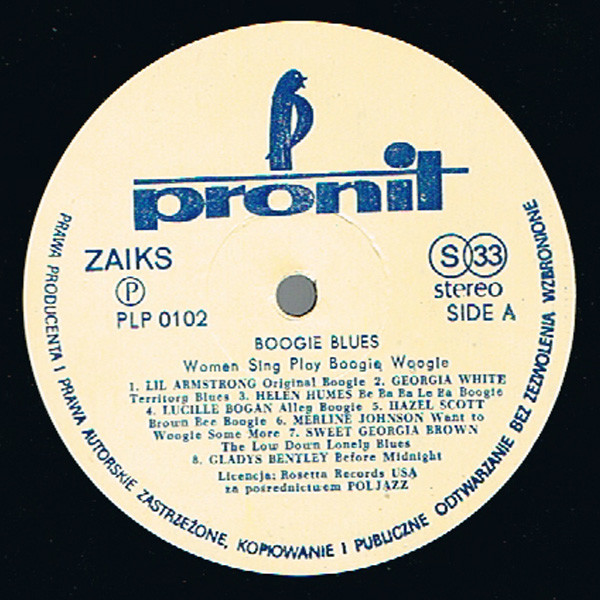 pronit
ZAIKS
P
PLP 0102
S 33
stereo
SIDE A
BOOGIE BLUES
Women Sing Play Boogie Woogie
1. LIL ARMSTRONG Original Boogie 2. GEORGIA WHITE
Territory Blues 3. HELEN HUMES Be Ba Ba Le Ba Boogie
4. LUCILLE BOGAN Alley Boogie 5. HAZEL SCOTT
Brown Bee Boogie 6. MERLINE JOHNSON Want to
Woogie Some More 7. SWEET GEORGIA BROWN
The Low Down Lonely Blues
8. GLADYS BENTLEY Before Midnight
Licencja: Rosetta Records USA
za pośrednictwem POLJAZZ
PRAWA PRODUCENTA I PRAWA AUTORSKIE ZASTRZEŻONE, KOPIOWANIE I PUBLICZNE ODTWARZANIE BEZ ZEZWOLENIA WZBRONIONE